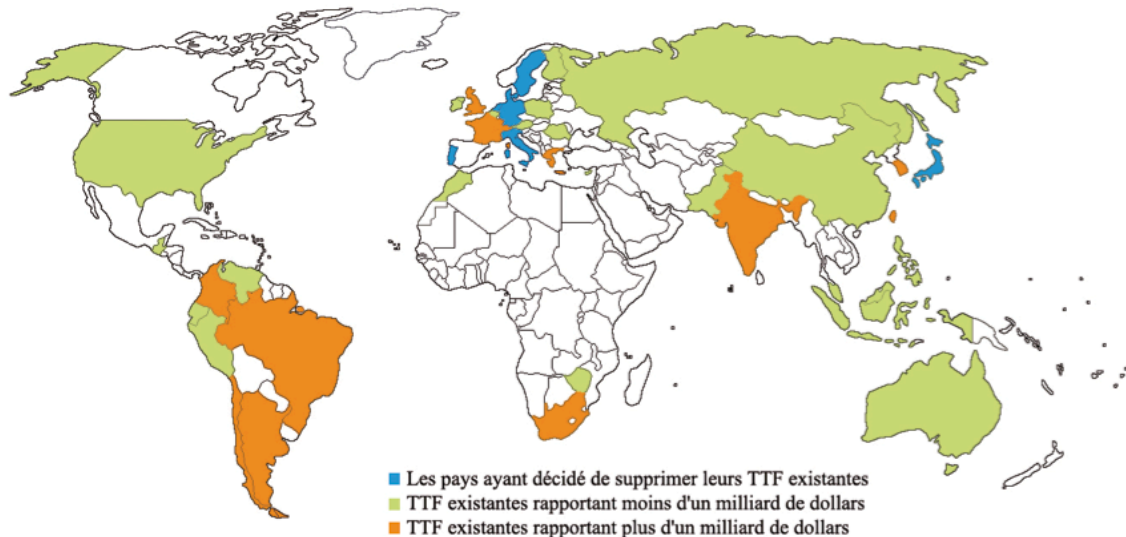 Les pays ayant décidé de supprimer leurs TTF existantes
TTF existantes rapportant moins d'un milliard de dollars
TTF existantes rapportant plus d'un milliard de dollars